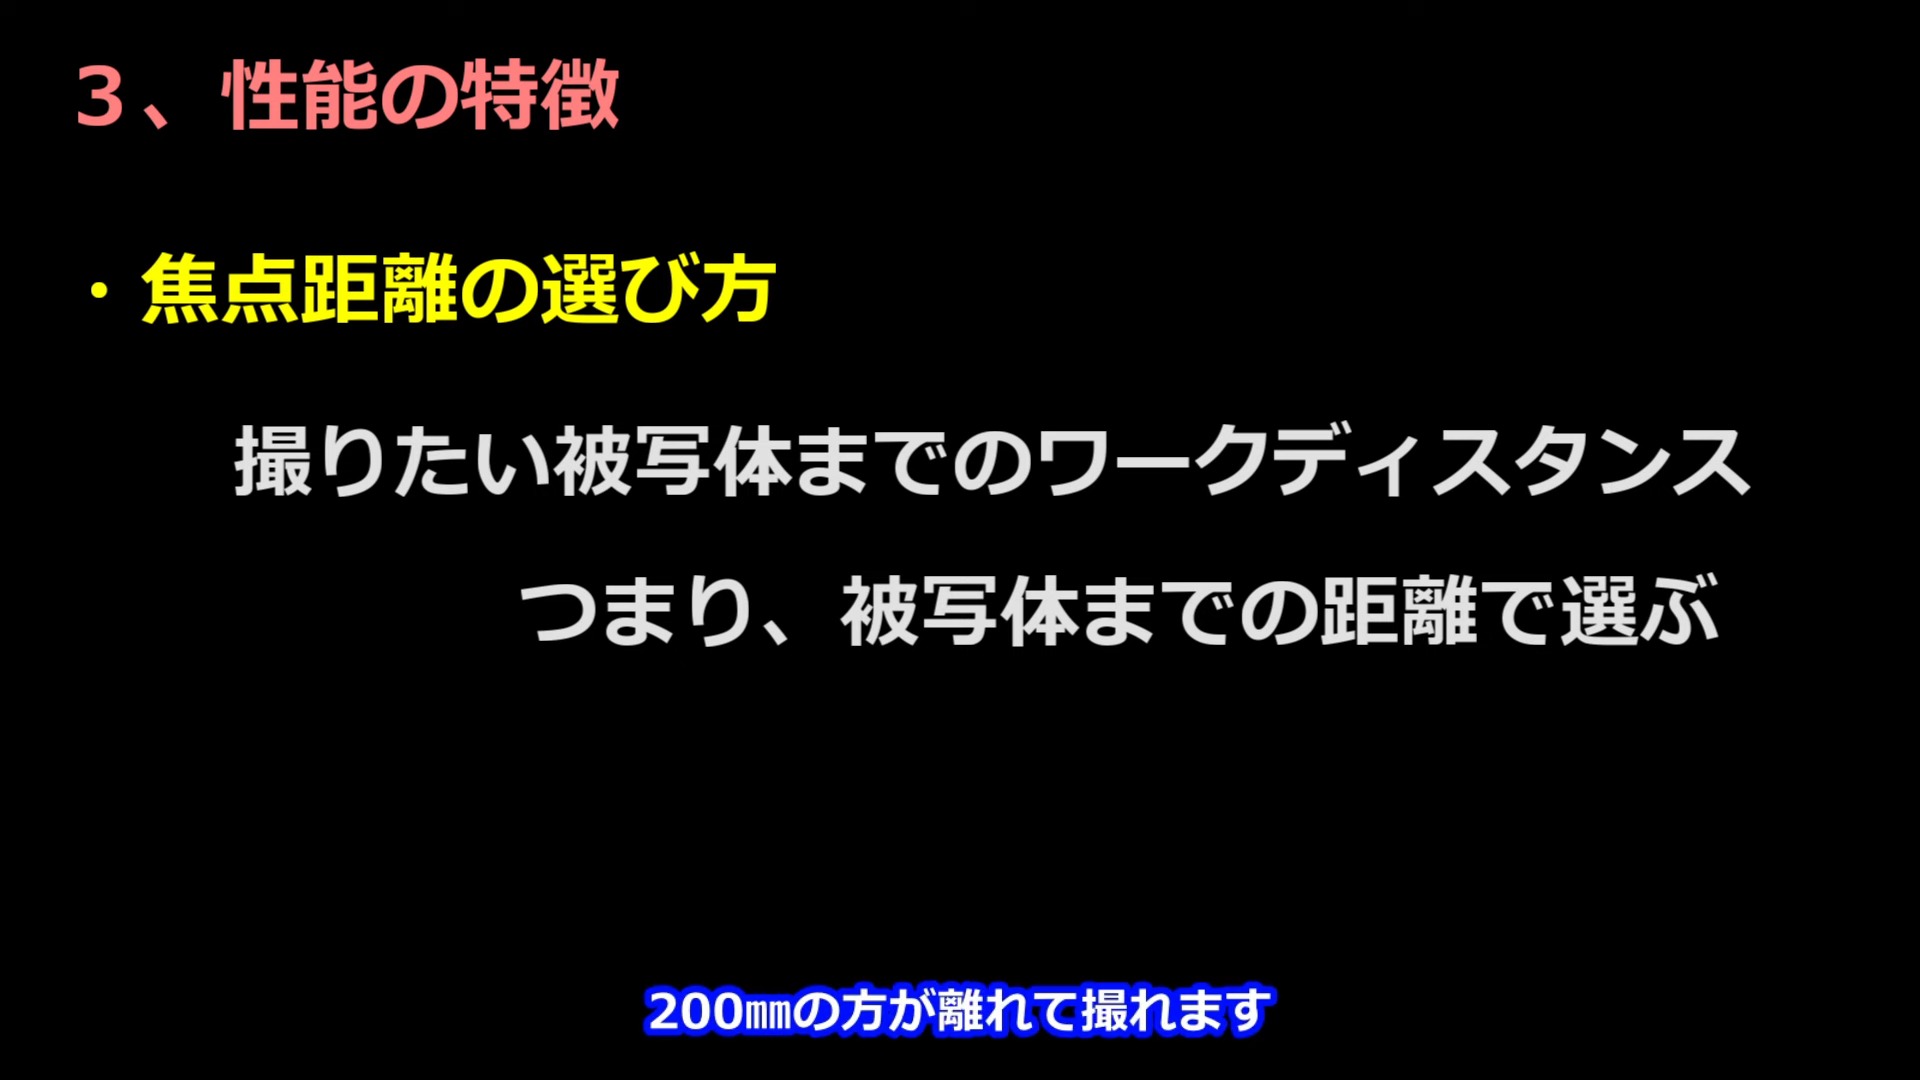 ３、性能の特徴
・焦点距離の選び方
撮りたい被写体までのワークディスタンス
つまり、被写体までの距離で選ぶ
200㎜の方が離れて撮れます